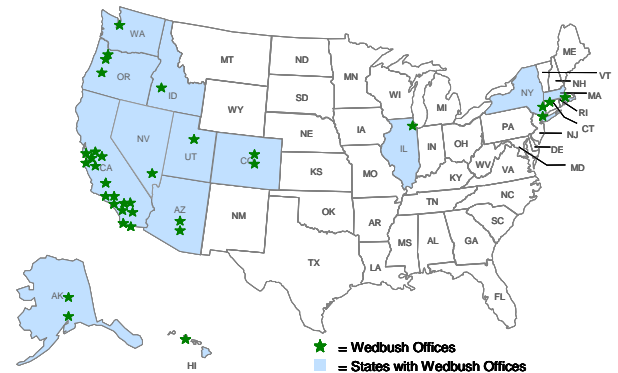 WA
ME
MT
ND
VT
MN
OR
NH
ID
SD
WI
NY
MA
MI
WY
RI
CT
IA
PA
NE
NJ
NV
OH
IL
IN
DE
UT
CO
WV
MD
CA
KS
MO
VA
KY
NC
TN
AZ
OK
NM
AR
SC
MS
AL
GA
TX
LA
AK
FL
HI
= Wedbush Offices
= States with Wedbush Offices